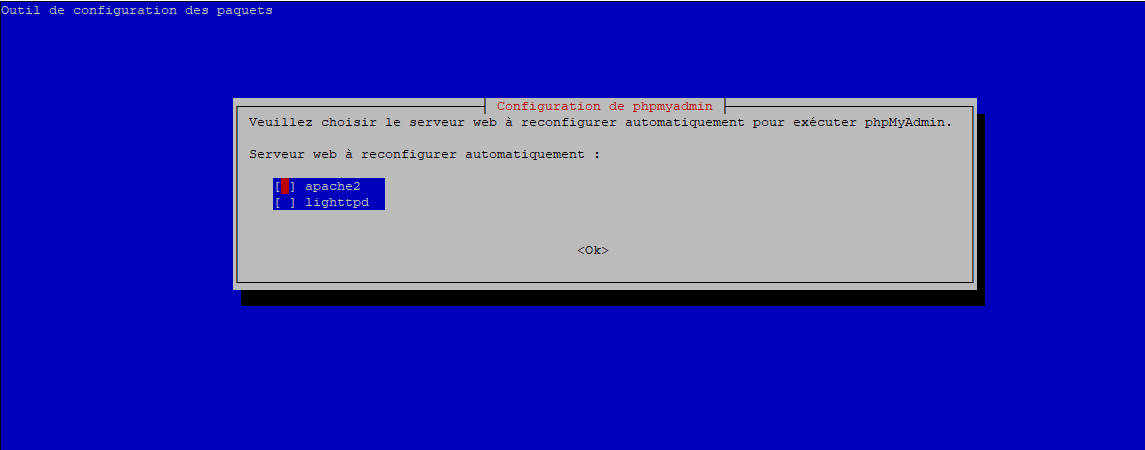 Outil de configuration des paquets
Configuration de phpmyadmin
Veuillez choisir le serveur web à reconfigurer automatiquement pour exécuter phpMyAdmin.
Serveur web à reconfigurer automatiquement :
[ ] apache2
[ ] lighttpd
<Ok>